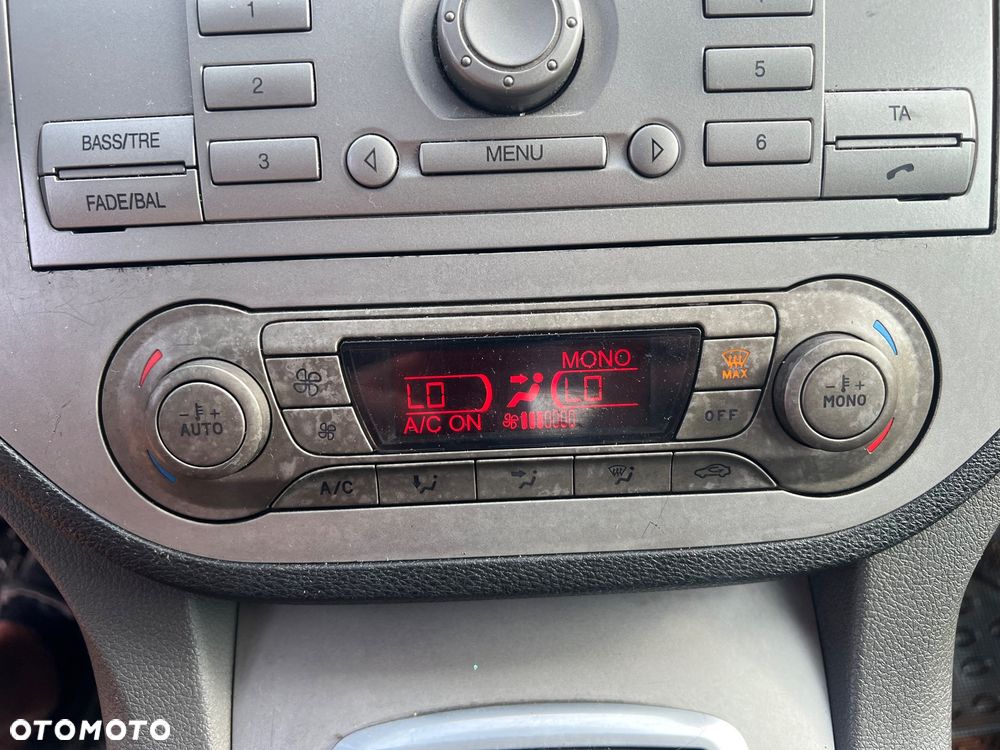 1
2
5
BASS/TRE
3
MENU
6
TA
FADE/BAL
MONO
LO
LO
A/C ON
MAX
OFF
- +
AUTO
- +
MONO
A/C
OTOMOTO